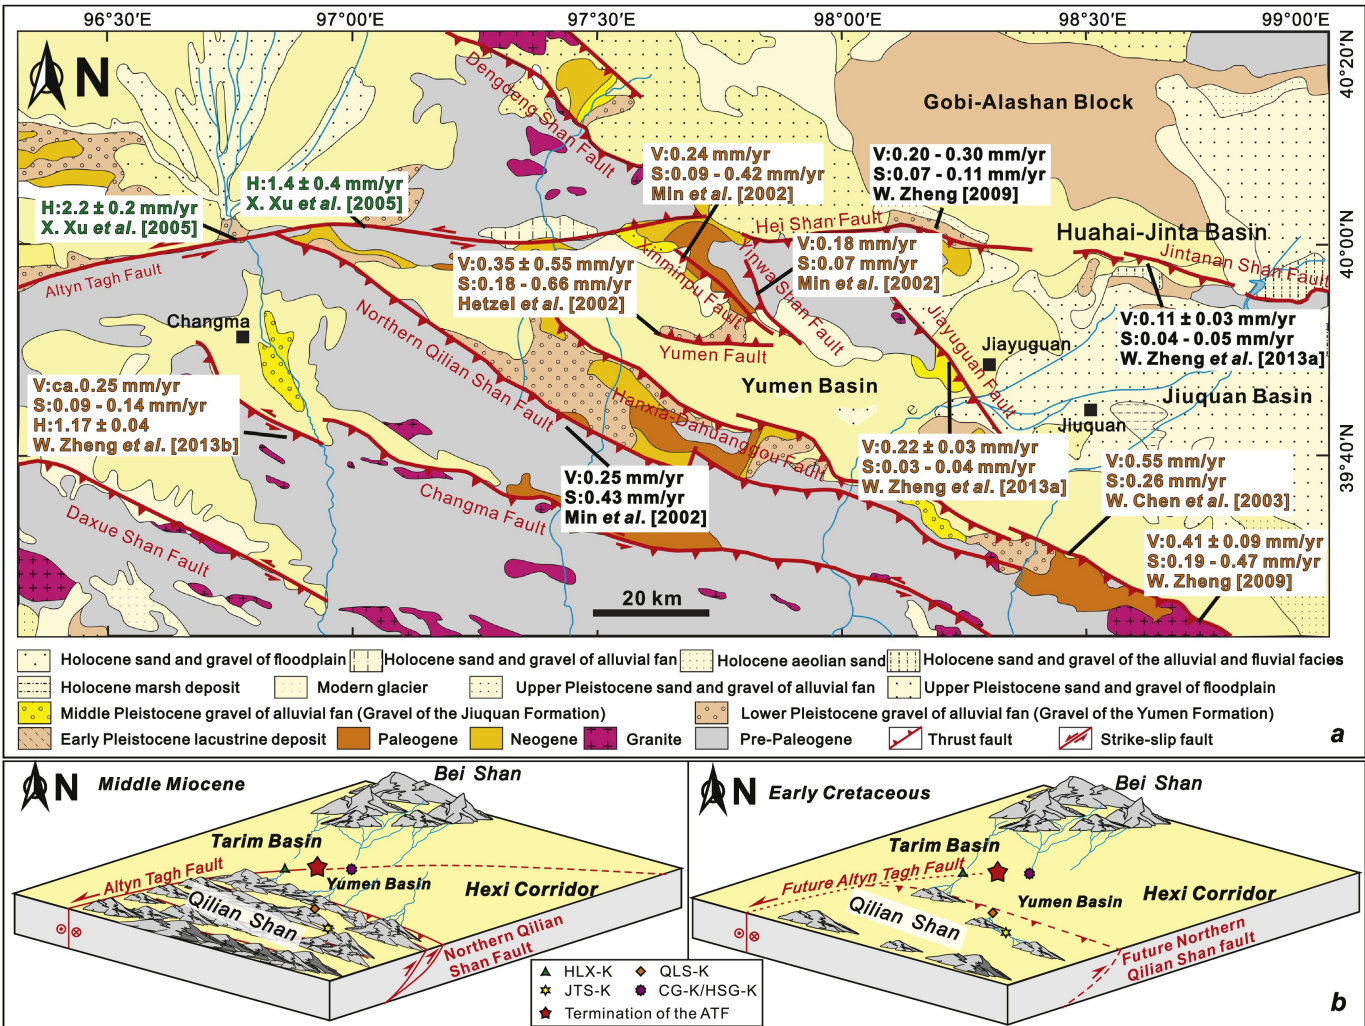 96°3.5'E
97°00'E
97°3.5'E
98°00'E
98°3.5'E
99°00'E
40°20'N
40°00'N
39°40'N
N
Dengdeng Shan Fault
Gobi-Alashan Block
V:0.24 mm/yr
S:0.09 - 0.42 mm/yr
Min et al. [2002]
V:0.20 - 0.30 mm/yr
S:0.07 - 0.11 mm/yr
W. Zheng [2009]
H:1.4 ± 0.4 mm/yr
X. Xu et al. [2005]
H:2.2 ± 0.2 mm/yr
X. Xu et al. [2005]
Hei Shan Fault
Huahai-Jinta Basin
Jintanan Shan Fault
V:0.18 mm/yr
S:0.07 mm/yr
Min et al. [2002]
Altyn Tagh Fault
V:0.35 ± 0.55 mm/yr
S:0.18 - 0.66 mm/yr
Hetzel et al. [2002]
Xinminpu Fault
Yinwa Shan Fault
Changma
Northern Qilian Shan Fault
Yumen Fault
Jiayuguan Fault
Jiayuguan
V:0.11 ± 0.03 mm/yr
S:0.04 - 0.05 mm/yr
W. Zheng et al. [2013a]
Yumen Basin
Jiuquan Basin
Jiuquan
V:ca.0.25 mm/yr
S:0.09 - 0.14 mm/yr
H:1.17 ± 0.04
W. Zheng et al. [2013b]
Hanxia-Dahuanggou Fault
V:0.22 ± 0.03 mm/yr
S:0.03 - 0.04 mm/yr
W. Zheng et al. [2013a]
V:0.55 mm/yr
S:0.26 mm/yr
W. Chen et al. [2003]
V:0.25 mm/yr
S:0.43 mm/yr
Min et al. [2002]
Changma Fault
Daxue Shan Fault
V:0.41 ± 0.09 mm/yr
S:0.19 - 0.47 mm/yr
W. Zheng [2009]
20 km
Holocene sand and gravel of floodplain
Holocene sand and gravel of alluvial fan
Holocene aeolian sand
Holocene sand and gravel of the alluvial and fluvial facies
Holocene marsh deposit
Modern glacier
Upper Pleistocene sand and gravel of alluvial fan
Upper Pleistocene sand and gravel of floodplain
Middle Pleistocene gravel of alluvial fan (Gravel of the Jiuquan Formation)
Lower Pleistocene gravel of alluvial fan (Gravel of the Yumen Formation)
Early Pleistocene lacustrine deposit
Paleogene
Neogene
Granite
Pre-Paleogene
Thrust fault
Strike-slip fault
a
N
Middle Miocene
Bei Shan
Tarim Basin
Altyn Tagh Fault
Yumen Basin
Hexi Corridor
Qilian Shan
Northern Qilian
Shan Fault
N
Early Cretaceous
Bei Shan
Tarim Basin
Future Altyn Tagh Fault
Yumen Basin
Hexi Corridor
Qilian Shan
Future Northern
Qilian Shan fault
HLX-K
QLS-K
JTS-K
CG-K/HSG-K
Termination of the ATF
b